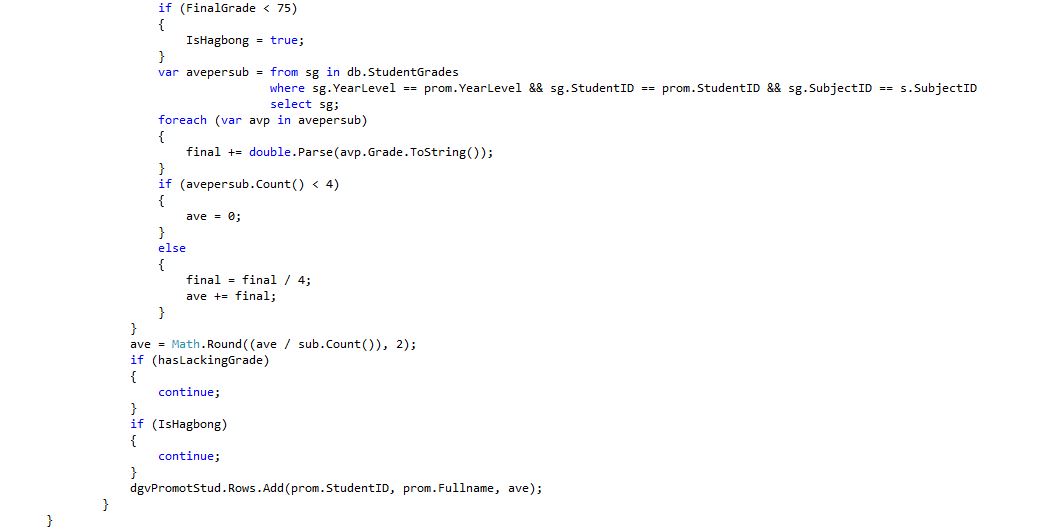 if (FinalGrade < 75)
{
IsHagbong = true;
}
var avepersub = from sg in db.StudentGrades
where sg.YearLevel == prom.YearLevel && sg.StudentID == prom.StudentID && sg.SubjectID == s.SubjectID
select sg;
foreach (var avp in avepersub)
{
final += double.Parse(avp.Grade.ToString());
}
if (avepersub.Count() < 4)
{
ave = 0;
}
else
{
final = final / 4;
ave += final;
}
}
ave = Math.Round((ave / sub.Count()), 2);
if (hasLackingGrade)
{
continue;
}
if (IsHagbong)
{
continue;
}
dgvPromotStud.Rows.Add(prom.StudentID, prom.Fullname, ave);
}
}